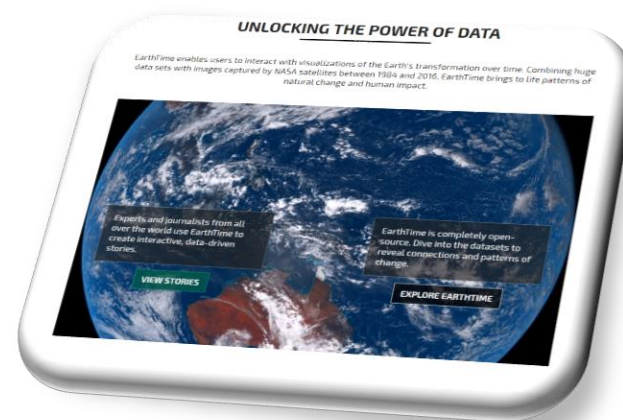 UNLOCKING THE POWER OF DATA
EarthTime enables users to interact with visualizations of the Earth's transformation over time. Combining huge
data sets with images captured by NASA satellites between 1984 and 2016, EarthTime brings to life patterns of
natural change and human impact.
Experts and journalists from all
over the world use EarthTime to
create interactive, data-driven
stories.
VIEW STORIES
EarthTime is completely open-
source. Dive into the datasets to
reveal connections and patterns of
change.
EXPLORE EARTHTIME